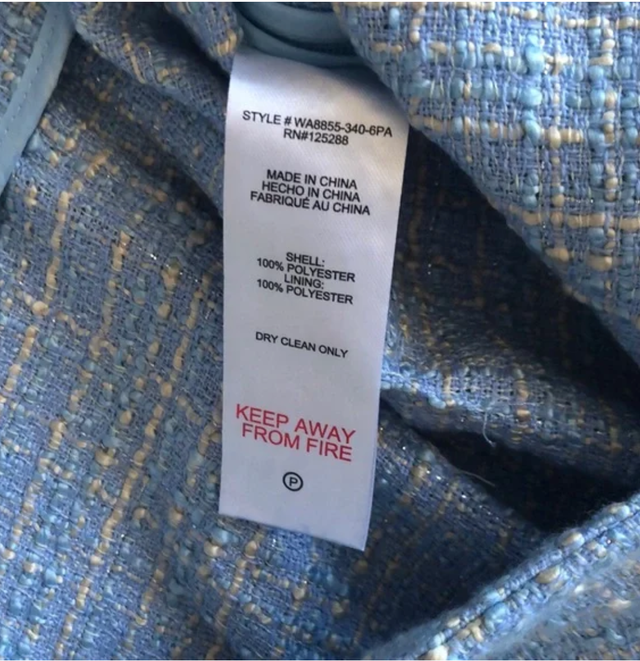 STYLE # WA8855-340-6PA
RN#125288
MADE IN CHINA
HECHO IN CHINA
FABRIQUÉ AU CHINA
SHELL:
100% POLYESTER
LINING:
100% POLYESTER
DRY CLEAN ONLY
KEEP AWAY
FROM FIRE
P